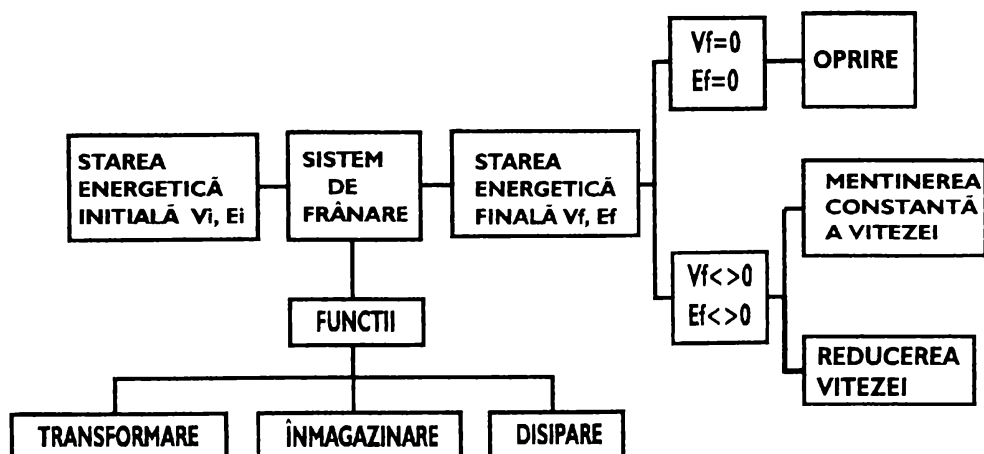 Vf=0
Ef=0
OPRIRE
STAREA
ENERGETICĂ
INITIALĂ Vi, Ei
SISTEM
DE
FRÂNARE
STAREA
ENERGETICĂ
FINALĂ Vf, Ef
MENTINEREA
CONSTANTĂ
A VITEZEI
Vf<>0
Ef<>0
FUNCTII
REDUCEREA
VITEZEI
TRANSFORMARE
ÎNMAGAZINARE
DISIPARE